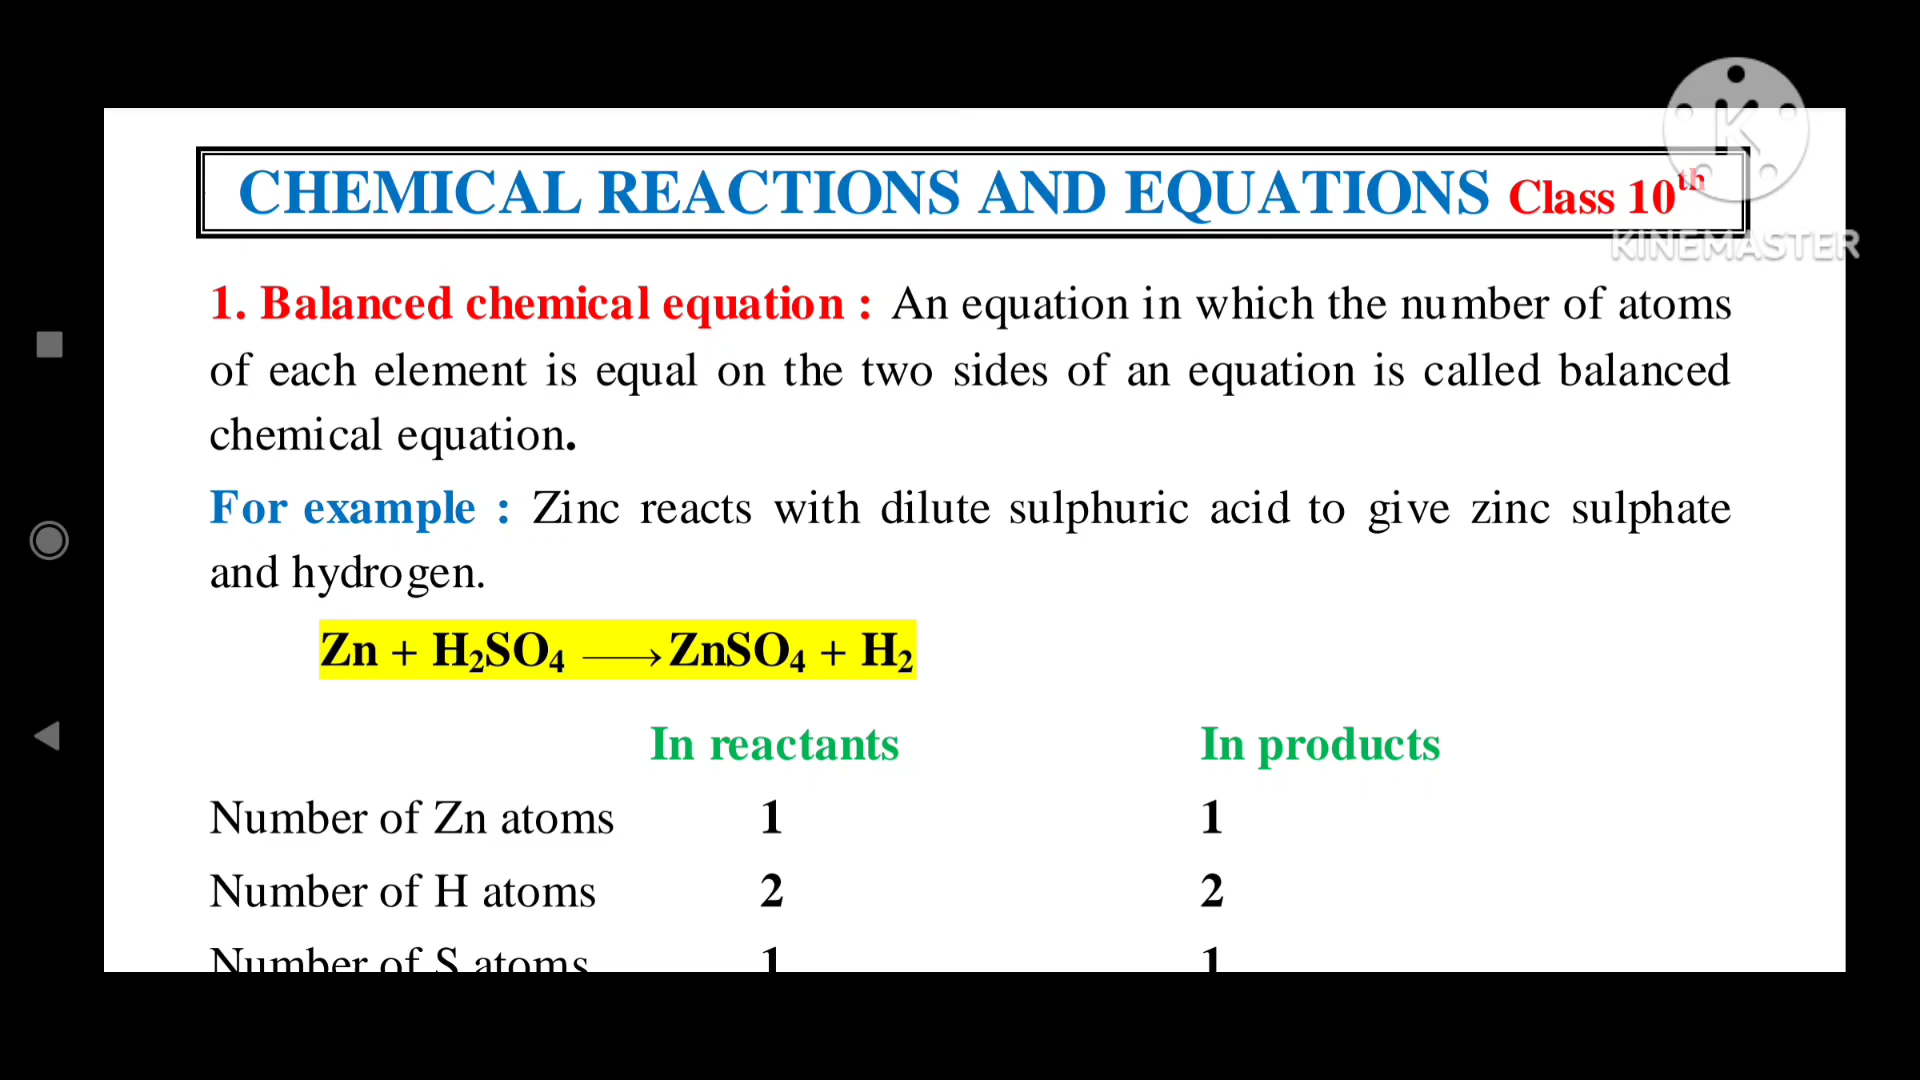 CHEMICAL REACTIONS AND EQUATIONS Class 10th
K
KINEMASTER
1. Balanced chemical equation : An equation in which the number of atoms
of each element is equal on the two sides of an equation is called balanced
chemical equation.
For example : Zinc reacts with dilute sulphuric acid to give zinc sulphate
and hydrogen.
Zn + H₂SO₄ ⟶ ZnSO₄ + H₂
In reactants In products
Number of Zn atoms 1 1
Number of H atoms 2 2
Number of S atoms 1 1